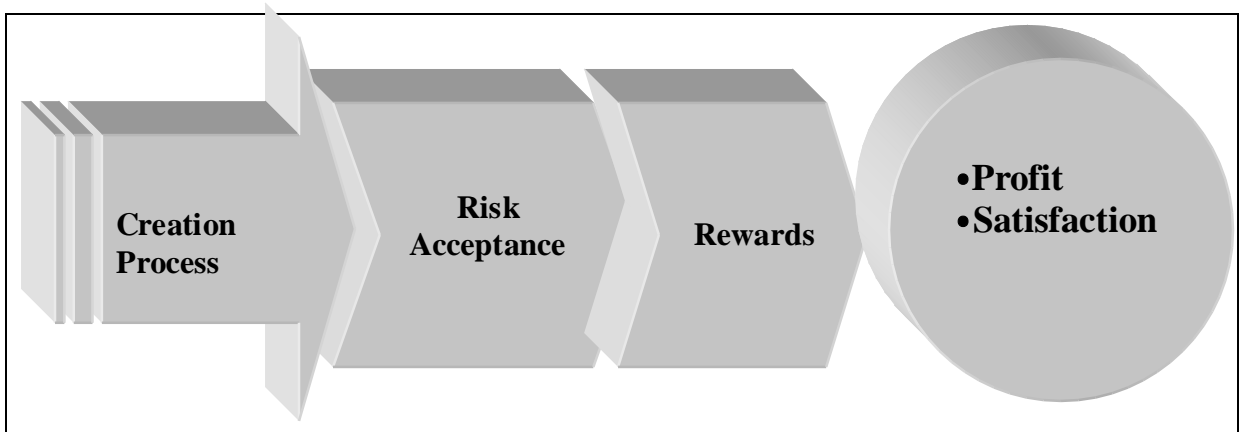 Creation
Process
Risk
Acceptance
Rewards
•Profit
•Satisfaction